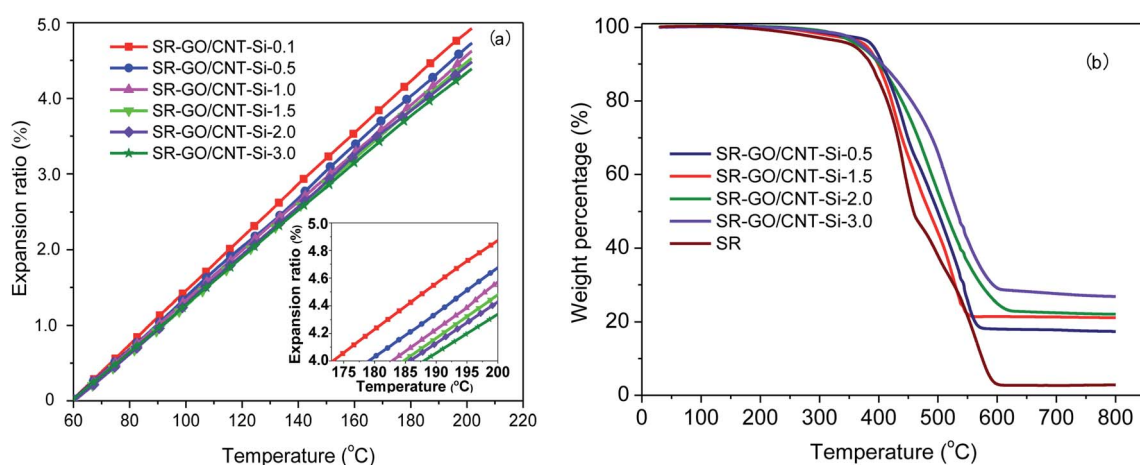 (a)
SR-GO/CNT-Si-0.1
SR-GO/CNT-Si-0.5
SR-GO/CNT-Si-1.0
SR-GO/CNT-Si-1.5
SR-GO/CNT-Si-2.0
SR-GO/CNT-Si-3.0
Expansion ratio (%)
5.0
4.0
3.0
2.0
1.0
0
60 80 100 120 140 160 180 200 220
Temperature (°C)
Expansion ratio (%)
5.0
4.8
4.6
4.4
4.2
4.0
175 180 185 190 195 200
Temperature (°C)
(b)
SR-GO/CNT-Si-0.5
SR-GO/CNT-Si-1.5
SR-GO/CNT-Si-2.0
SR-GO/CNT-Si-3.0
SR
Weight percentage (%)
100
80
60
40
20
0
0 100 200 300 400 500 600 700 800
Temperature (°C)